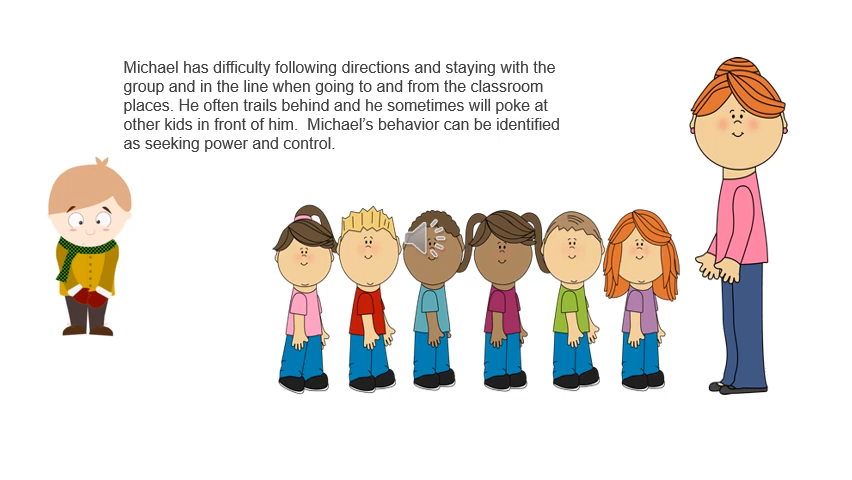 Michael has difficulty following directions and staying with the
group and in the line when going to and from the classroom
places. He often trails behind and he sometimes will poke at
other kids in front of him.  Michael’s behavior can be identified
as seeking power and control.